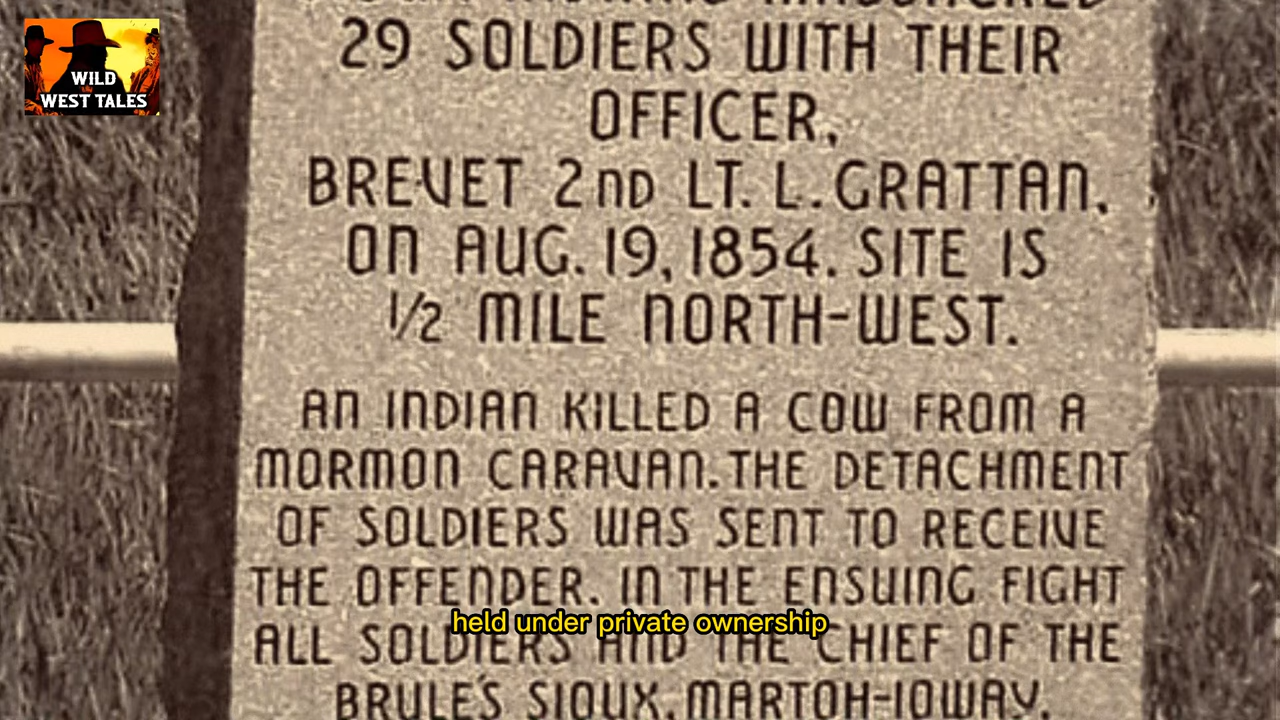 WILD
WEST TALES
29 SOLDIERS WITH THEIR
OFFICER,
BREVET 2ND LT. L. GRATTAN,
ON AUG. 19, 1854. SITE IS
1/2 MILE NORTH-WEST.
AN INDIAN KILLED A COW FROM A
MORMON CARAVAN. THE DETACHMENT
OF SOLDIERS WAS SENT TO RECEIVE
THE OFFENDER. IN THE ENSUING FIGHT
held under private ownership
ALL SOLDIERS AND THE CHIEF OF THE
BRULE'S SIOUX, MARTOH-IOWAY,